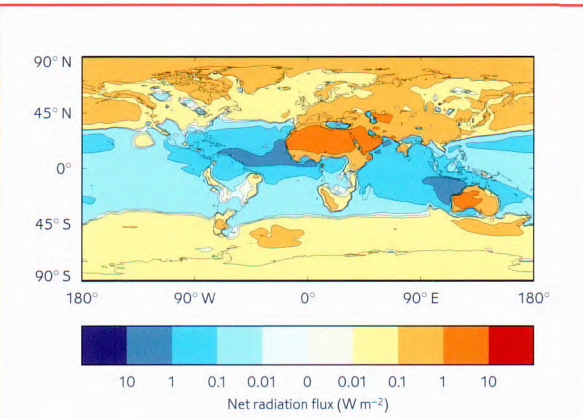 90° N
45° N
0°
45° S
90° S
180° 90° W 0° 90° E 180°
10 1 0.1 0.01 0 0.01 0.1 1 10
Net radiation flux (W m⁻²)